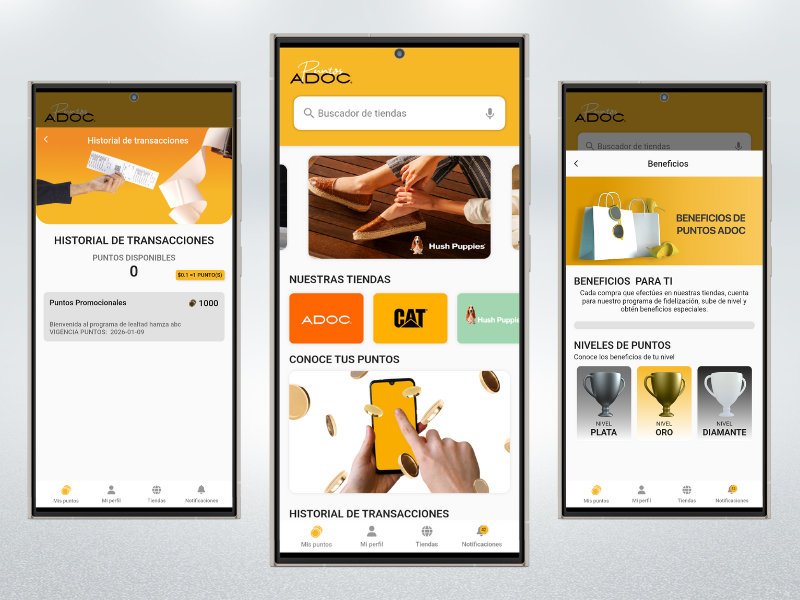 Puntos
ADOC.
Historial de transacciones
HISTORIAL DE TRANSACCIONES
PUNTOS DISPONIBLES
0
$0.1 =1 PUNTO(S)
Puntos Promocionales
1000
Bienvenida al programa de lealtad hamza abc
VIGENCIA PUNTOS: 2026-01-09
Mis puntos
Mi perfil
Tiendas
Notificaciones
Puntos
ADOC.
Buscador de tiendas
Hush Puppies
NUESTRAS TIENDAS
ADOC.
CAT
Hush Puppie
CONOCE TUS PUNTOS
HISTORIAL DE TRANSACCIONES
Mis puntos
Mi perfil
Tiendas
Notificaciones
Puntos
ADOC.
Buscador de tiendas
Beneficios
BENEFICIOS DE
PUNTOS ADOC
BENEFICIOS PARA TI
Cada compra que efectúes en nuestras tiendas, cuenta
para nuestro programa de fidelización, sube de nivel y
obtén beneficios especiales.
NIVELES DE PUNTOS
Conoce los beneficios de tu nivel
NIVEL
PLATA
NIVEL
ORO
NIVEL
DIAMANTE
Mis puntos
Mi perfil
Tiendas
Notificaciones